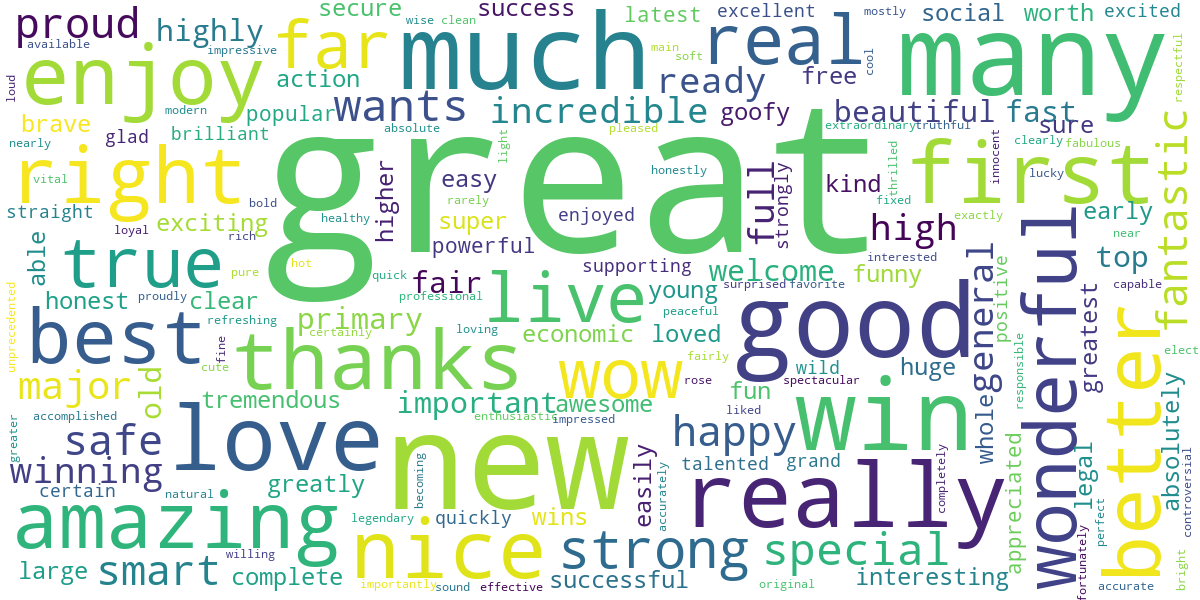 proud
highly
secure
success
latest
excellent
mostly
social
worth
excited
available
impressive
wise
clean
main
soft
cool
loud
enjoy
far
much
real
many
respectful
action
ready
free
modern
popular
wants
incredible
goofy
beautiful
fast
brave
glad
brilliant
absolute
pleased
extraordinary
truthful
sure
nearly
great
light
honestly
clearly
fabulous
innocent
right
first
fantastic
vital
higher
easy
rarely
full
strongly
kind
thrilled
fixed
lucky
straight
bold
loyal
exciting
healthy
super
enjoyed
high
exactly
early
near
able
true
rich
powerful
supporting
welcome
interested
funny
top
pure
hot
quick
fair
live
young
surprised
favorite
general
positive
wonderful
capable
honest
proudly
clear
professional
peaceful
good
greatest
unprecedented
best
refreshing
primary
certainly
loving
economic
loved
better
elect
fine
thanks
fairly
major
old
cute
wow
rose
wild
spectacular
huge
responsible
tremendous
important
awesome
fun
whole
accomplished
enthusiastic
impressed
liked
win
greater
safe
love
new
happy
absolutely
winning
becoming
easily
accurately
talented
grand
completely
appreciated
legal
controversial
certain
natural
greatly
really
perfect
amazing
legendary
quickly
wins
willing
nice
strong
special
fortunately
bright
large
smart
complete
importantly
sound
effective
successful
original
interesting
accurate